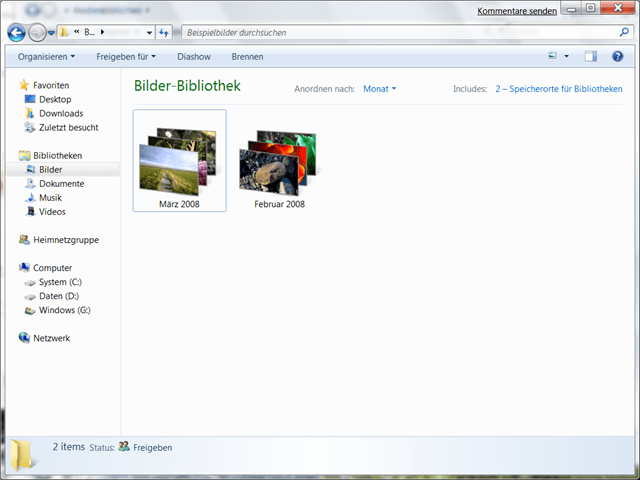 Kommentare senden
« B...
Beispielbilder durchsuchen
Organisieren
Freigeben für
Diashow
Brennen
Favoriten
Desktop
Downloads
Zuletzt besucht
Bibliotheken
Bilder
Dokumente
Musik
Videos
Heimnetzgruppe
Computer
System (C:)
Daten (D:)
Windows (G:)
Netzwerk
Bilder-Bibliothek
Anordnen nach: Monat
Includes: 2 – Speicherorte für Bibliotheken
März 2008
Februar 2008
2 items Status: Freigeben